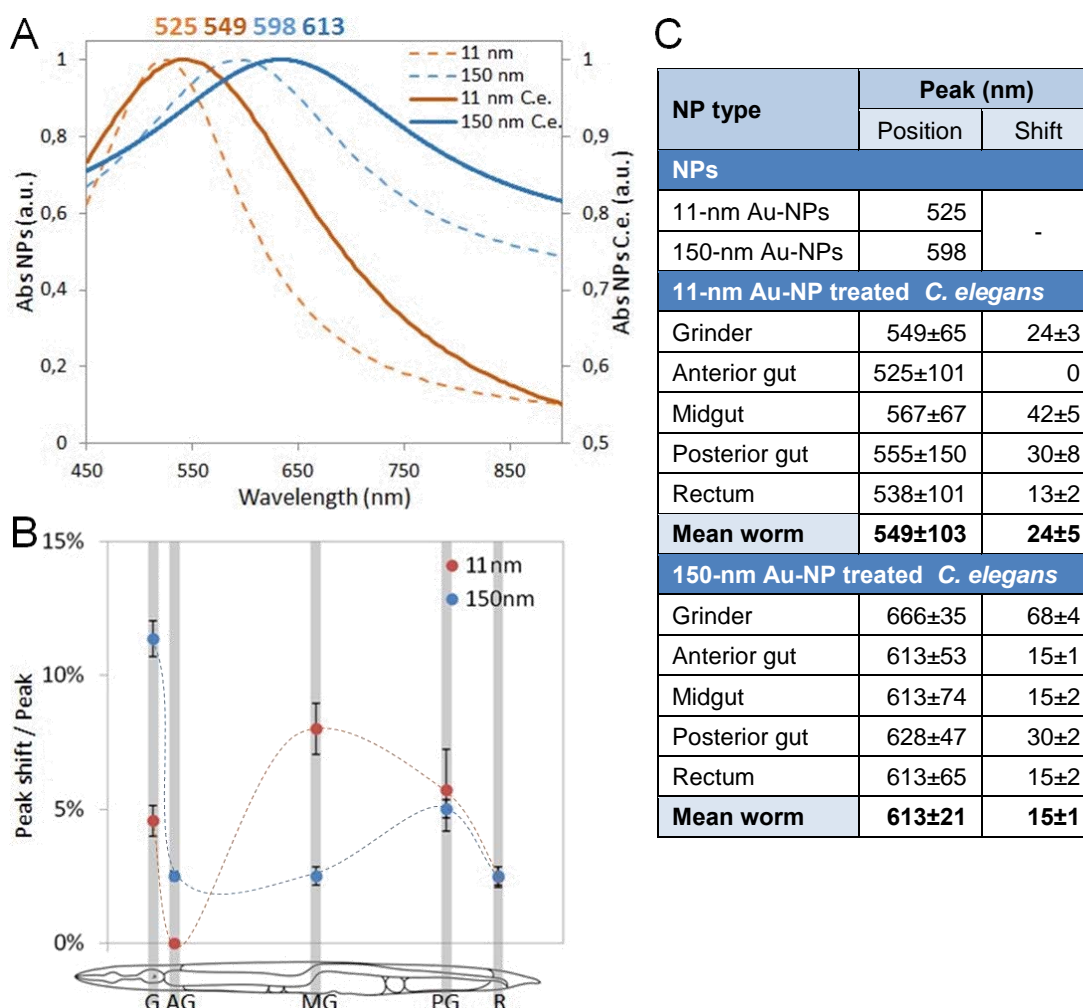 A
525 549 598 613
11 nm
150 nm
11 nm C.e.
150 nm C.e.
Abs NPs (a.u.)
1
0,8
0,6
0,4
0,2
0
Abs NPs C.e. (a.u.)
1
0,9
0,8
0,7
0,6
0,5
450 550 650 750 850
Wavelength (nm)
B
15%
10%
5%
0%
Peak shift / Peak
11nm
150nm
G AG MG PG R
C
NP type Peak (nm)
Position Shift
NPs
11-nm Au-NPs 525 -
150-nm Au-NPs 598
11-nm Au-NP treated C. elegans
Grinder 549±65 24±3
Anterior gut 525±101 0
Midgut 567±67 42±5
Posterior gut 555±150 30±8
Rectum 538±101 13±2
Mean worm 549±103 24±5
150-nm Au-NP treated C. elegans
Grinder 666±35 68±4
Anterior gut 613±53 15±1
Midgut 613±74 15±2
Posterior gut 628±47 30±2
Rectum 613±65 15±2
Mean worm 613±21 15±1